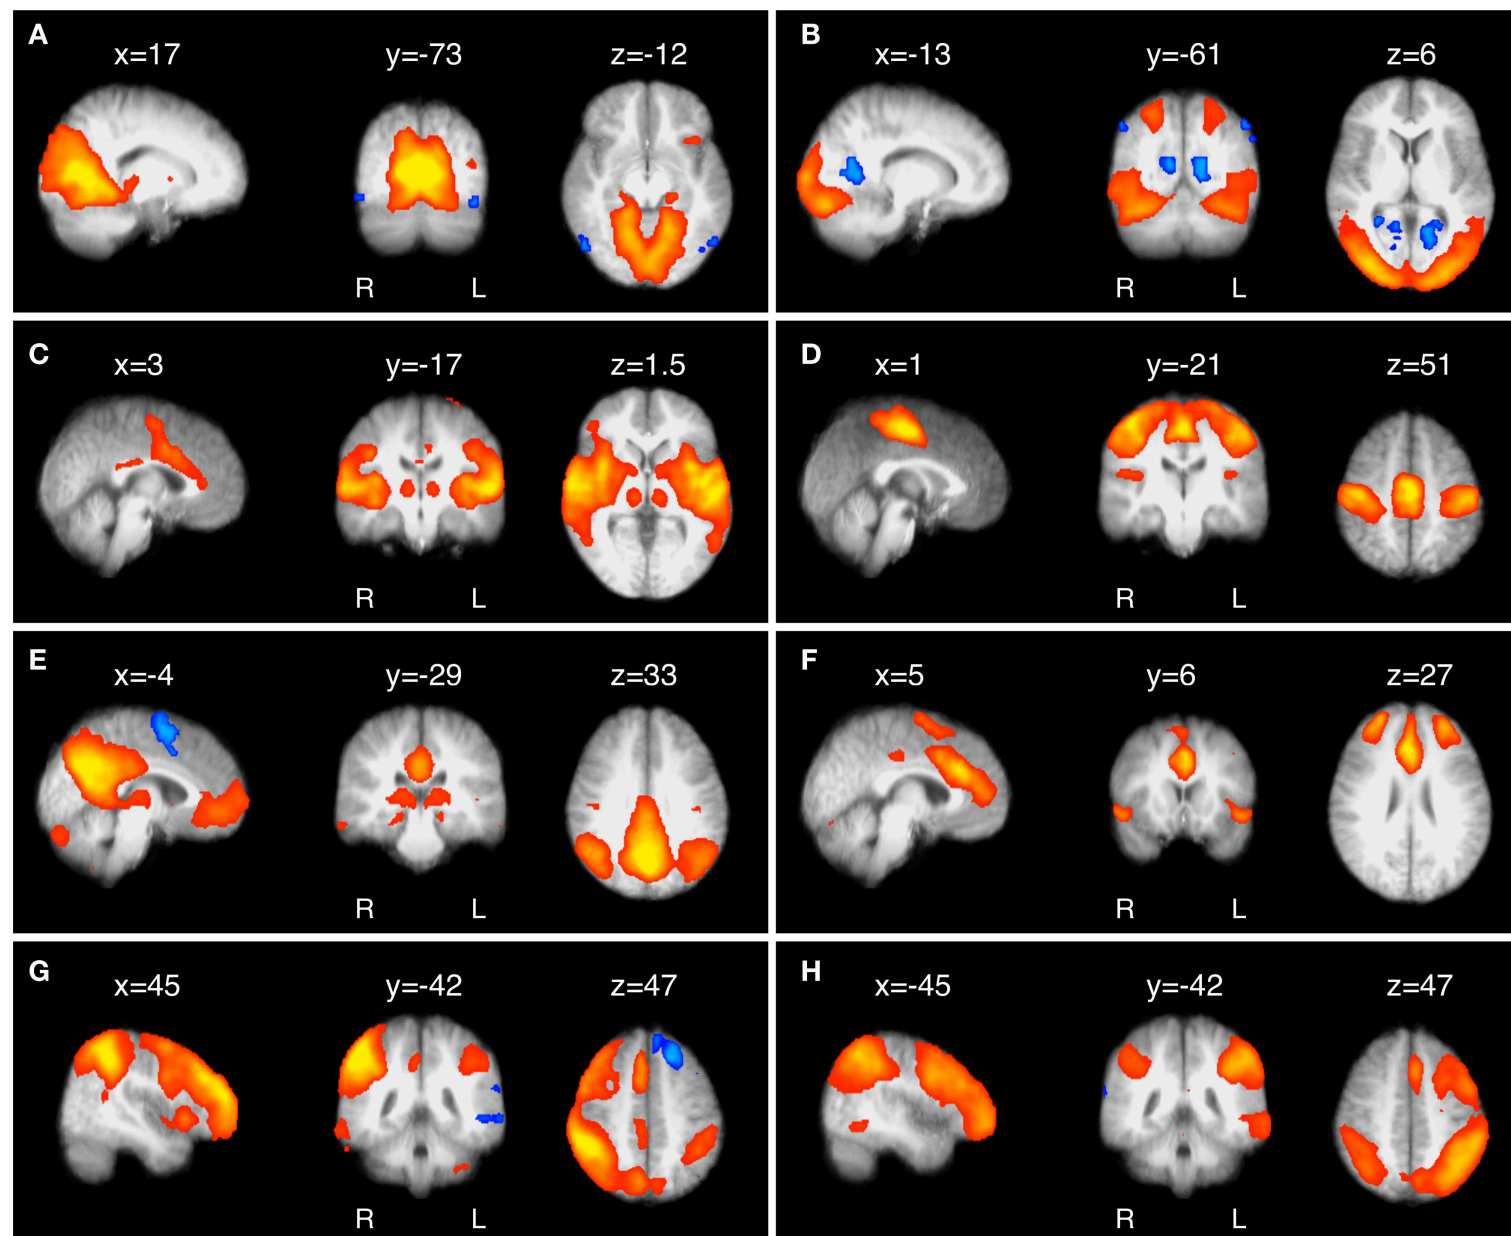 A
x=17 y=-73 z=-12
R L
B
x=-13 y=-61 z=6
R L
C
x=3 y=-17 z=1.5
R L
D
x=1 y=-21 z=51
R L
E
x=-4 y=-29 z=33
R L
F
x=5 y=6 z=27
R L
G
x=45 y=-42 z=47
R L
H
x=-45 y=-42 z=47
R L